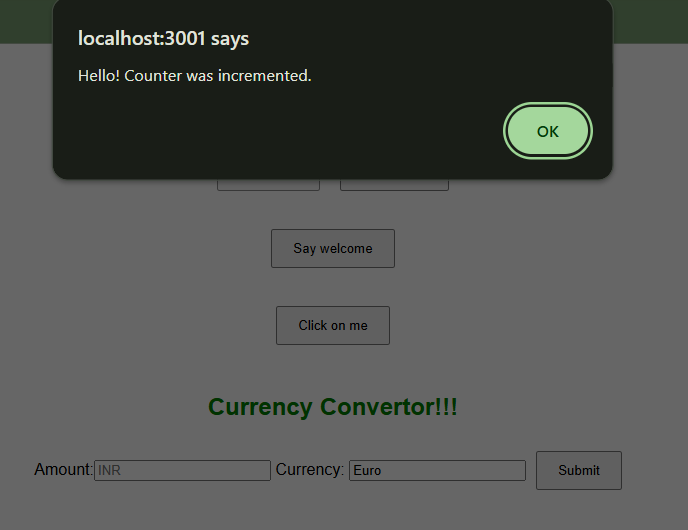 localhost:3001 says
Hello! Counter was incremented.
OK
Say welcome
Click on me
Currency Convertor!!!
Amount: INR Currency: Euro Submit